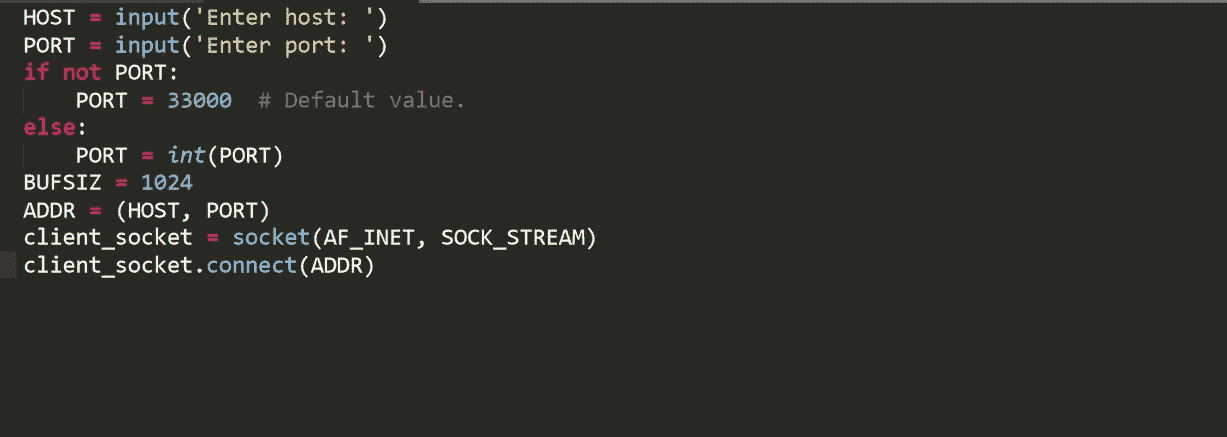 HOST = input('Enter host: ')
PORT = input('Enter port: ')
if not PORT:
    PORT = 33000  # Default value.
else:
    PORT = int(PORT)
BUFSIZ = 1024
ADDR = (HOST, PORT)
client_socket = socket(AF_INET, SOCK_STREAM)
client_socket.connect(ADDR)